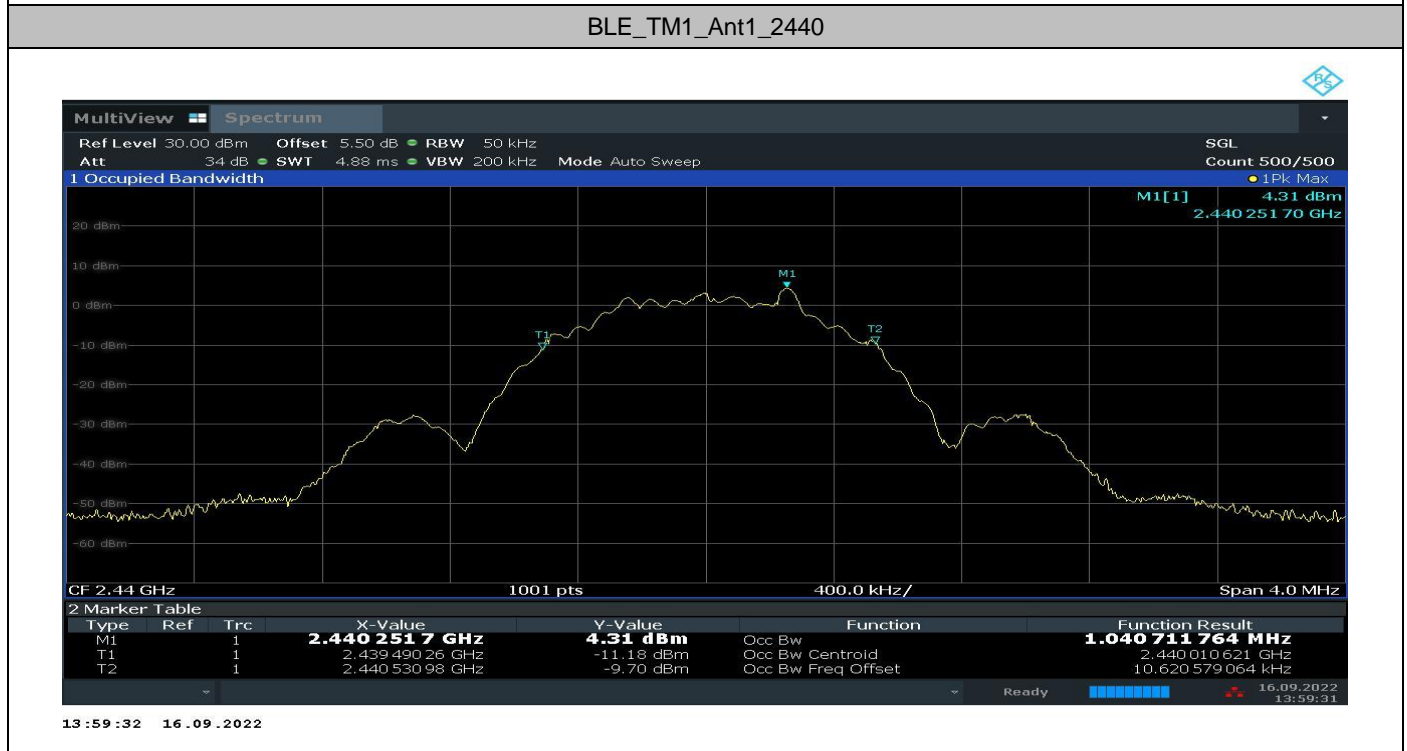 BLE_TM1_Ant1_2440
R S
MultiView Spectrum
Ref Level 30.00 dBm Offset 5.50 dB RBW 50 kHz SGL
Att 34 dB SWT 4.88 ms VBW 200 kHz Mode Auto Sweep Count 500/500
1 Occupied Bandwidth 1Pk Max
M1[1] 4.31 dBm
2.440 251 70 GHz
20 dBm
10 dBm
M1
0 dBm
T1 T2
-10 dBm
-20 dBm
-30 dBm
-40 dBm
-50 dBm
-60 dBm
CF 2.44 GHz 1001 pts 400.0 kHz/ Span 4.0 MHz
2 Marker Table
Type Ref Trc X-Value Y-Value Function Function Result
M1 1 2.440 251 7 GHz 4.31 dBm Occ Bw 1.040 711 764 MHz
T1 1 2.439 490 26 GHz -11.18 dBm Occ Bw Centroid 2.440 010 621 GHz
T2 1 2.440 530 98 GHz -9.70 dBm Occ Bw Freq Offset 10.620 579 064 kHz
Ready 16.09.2022
13:59:31
13:59:32 16.09.2022